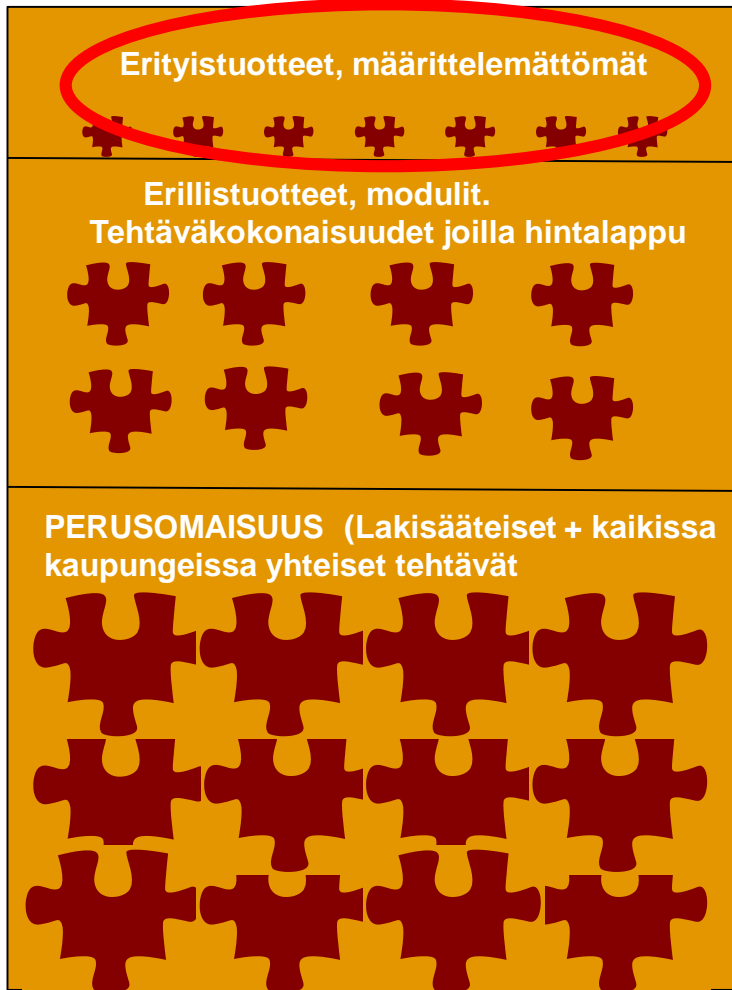 Erityistuotteet, määrittelemättömät
Erillistuotteet, modulit.
Tehtäväkokonaisuudet joilla hintalappu
PERUSOMAISUUS (Lakisääteiset + kaikissa
kaupungeissa yhteiset tehtävät